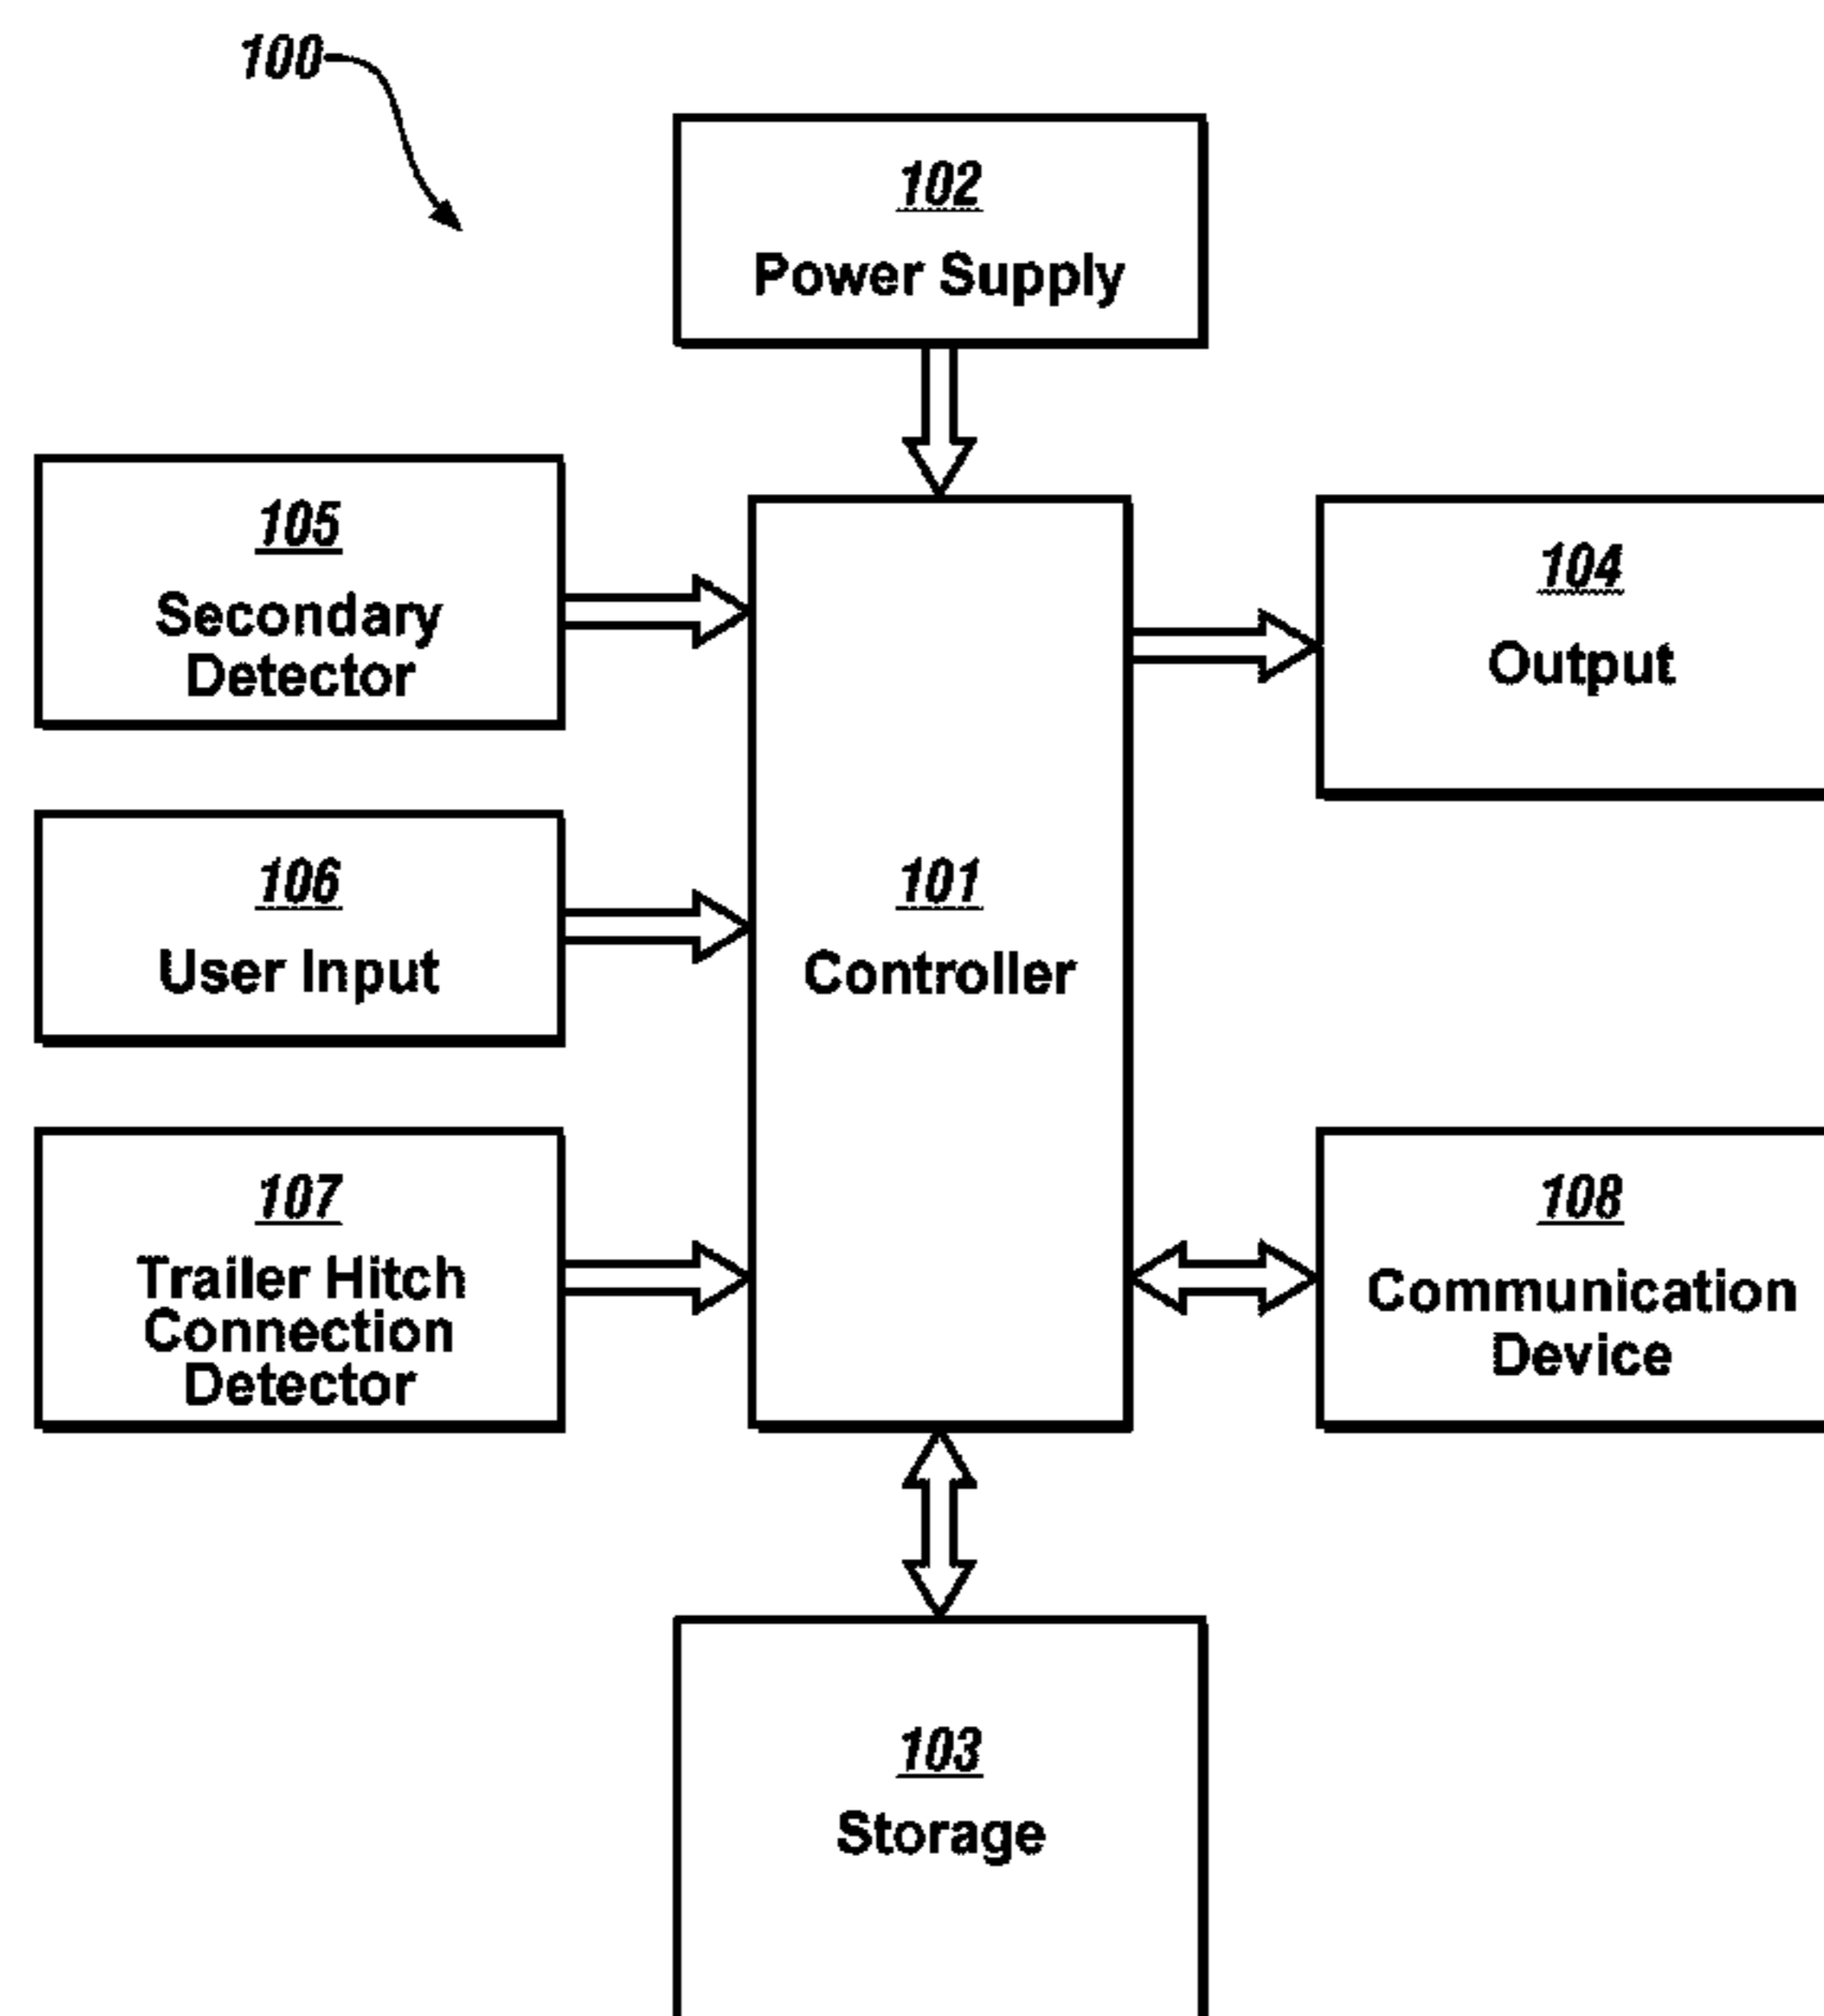 100
102
Power Supply
105
Secondary
Detector
104
Output
106
User Input
101
Controller
107
Trailer Hitch
Connection
Detector
108
Communication
Device
103
Storage